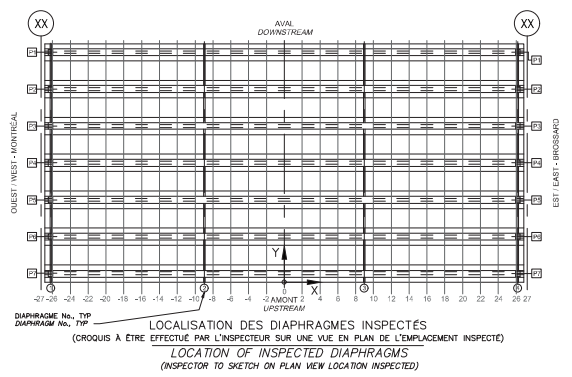 XX
XX
AVAL
DOWNSTREAM
P1
P1
P2
P2
P3
P3
P4
P4
P5
P5
P6
P6
P7
P7
OUEST / WEST - MONTRÉAL
EST / EAST - BROSSARD
Y
X
-27 -26 -24 -22 -20 -18 -16 -14 -12 -10 -8 -6 -4 -2 0 2 4 6 8 10 12 14 16 18 20 22 24 26 27
AMONT
UPSTREAM
DIAPHRAGME No., TYP
DIAPHRAGM No., TYP
LOCALISATION DES DIAPHRAGMES INSPECTÉS
(CROQUIS À ÊTRE EFFECTUÉ PAR L'INSPECTEUR SUR UNE VUE EN PLAN DE L'EMPLACEMENT INSPECTÉ)
LOCATION OF INSPECTED DIAPHRAGMS
(INSPECTOR TO SKETCH ON PLAN VIEW LOCATION INSPECTED)